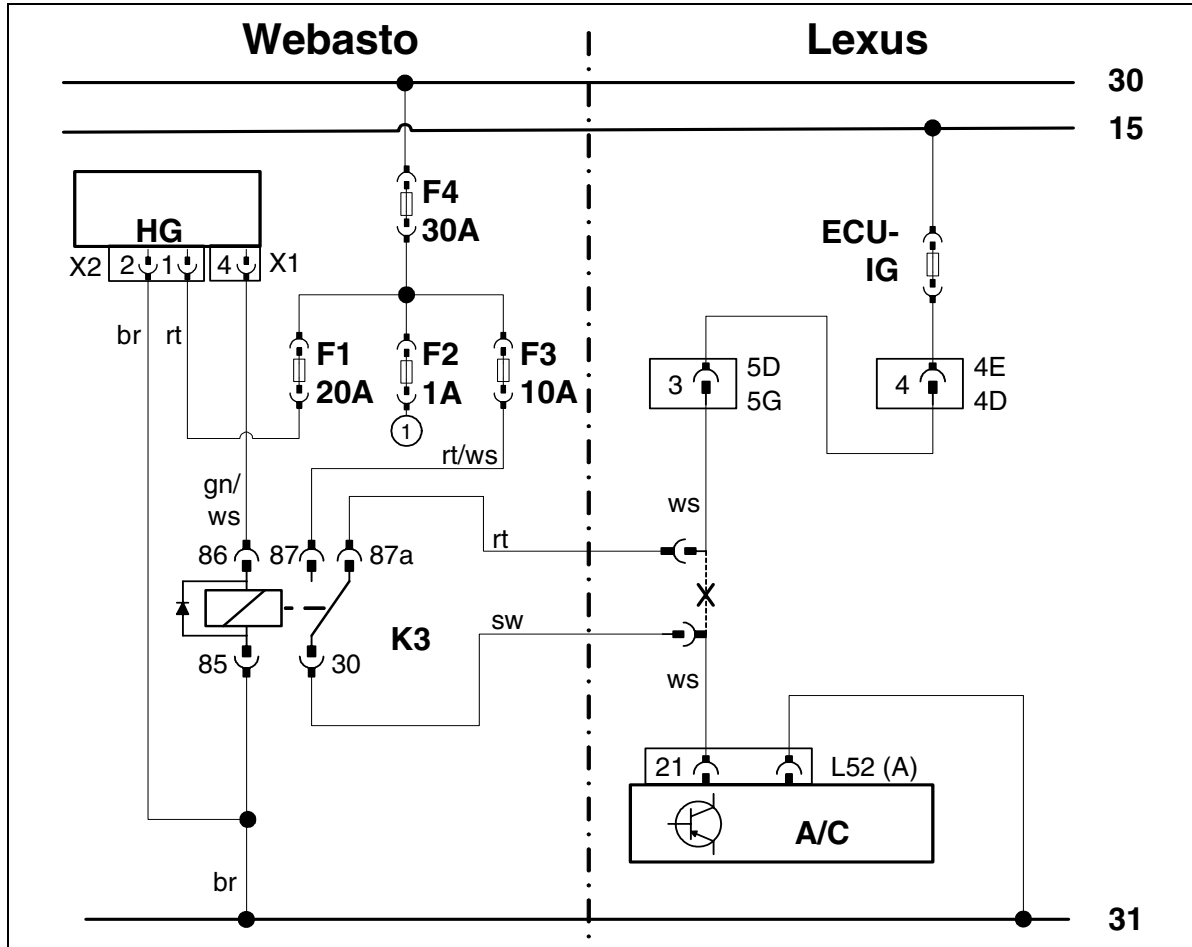 Webasto
Lexus
30
15
F4
30A
HG
X2
2
1
4
X1
ECU-
IG
br
rt
F1
20A
F2
1A
F3
10A
3
5D
5G
4
4E
4D
1
rt/ws
gn/
ws
ws
86
87
87a
rt
K3
sw
85
30
ws
21
L52 (A)
A/C
br
31